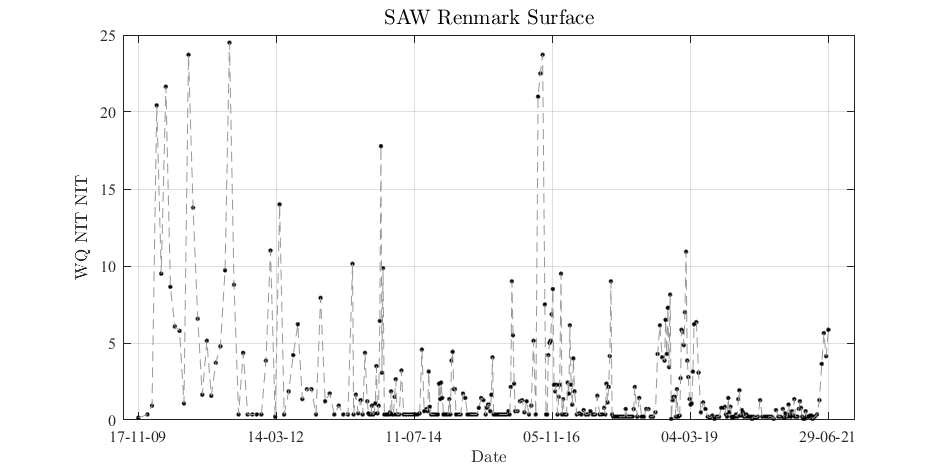 SAW Renmark Surface
25
20
15
10
5
0
WQ NIT NIT
17-11-09 14-03-12 11-07-14 05-11-16 04-03-19 29-06-21
Date